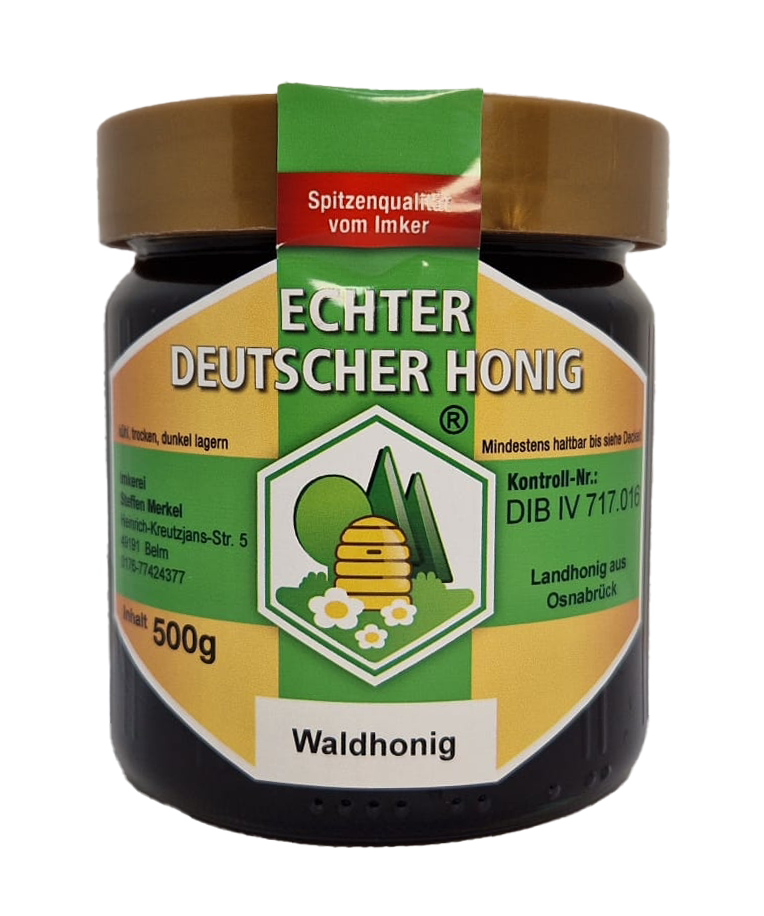 Spitzenqualität
vom Imker
ECHTER
DEUTSCHER HONIG
®
kühl, trocken, dunkel lagern
Mindestens haltbar bis siehe Deckel
Imkerei
Steffen Merkel
Heinrich-Kreutzjans-Str. 5
49191 Belm
0176-77424377
Kontroll-Nr.:
DIB IV 717.016
Landhonig aus
Osnabrück
Inhalt 500g
Waldhonig